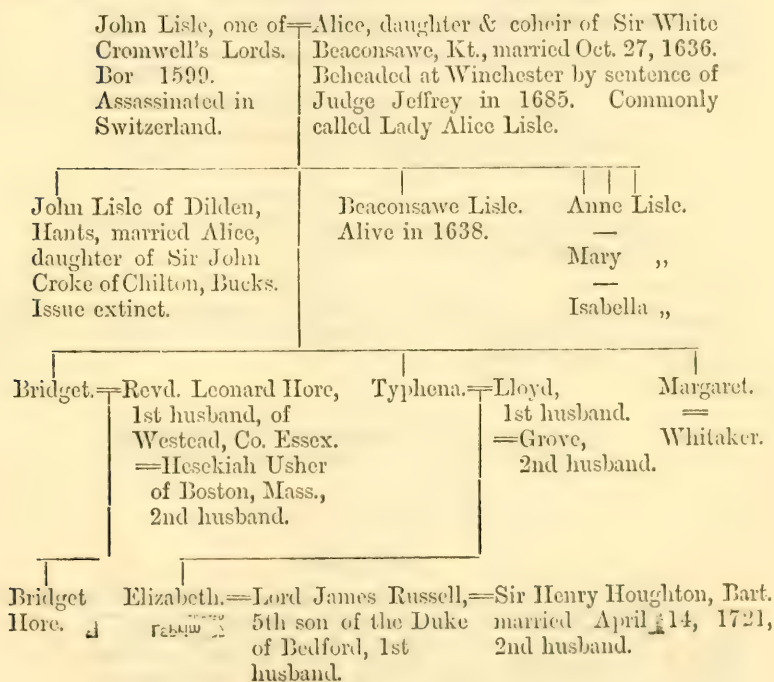 John Lisle, one of
Cromwell's Lords.
Bor 1599.
Assassinated in
Switzerland.
=Alice, daughter & coheir of Sir White
Beaconsawe, Kt., married Oct. 27, 1636.
Beheaded at Winchester by sentence of
Judge Jeffrey in 1685. Commonly
called Lady Alice Lisle.
John Lisle of Dilden,
Hants, married Alice,
daughter of Sir John
Croke of Chilton, Bucks.
Issue extinct.
Beaconsawe Lisle.
Alive in 1638.
Anne Lisle.
—
Mary „
—
Isabella „
Bridget.=Revd. Leonard Hore,
1st husband, of
Westead, Co. Essex.
=Hesekiah Usher
of Boston, Mass.,
2nd husband.
Typhena.=Lloyd,
1st husband.
=Grove,
2nd husband.
Margaret.
=
Whitaker.
Bridget
Hore.
Elizabeth.=Lord James Russell,
5th son of the Duke
of Bedford, 1st
husband.
=Sir Henry Houghton, Bart.
married April 14, 1721,
2nd husband.